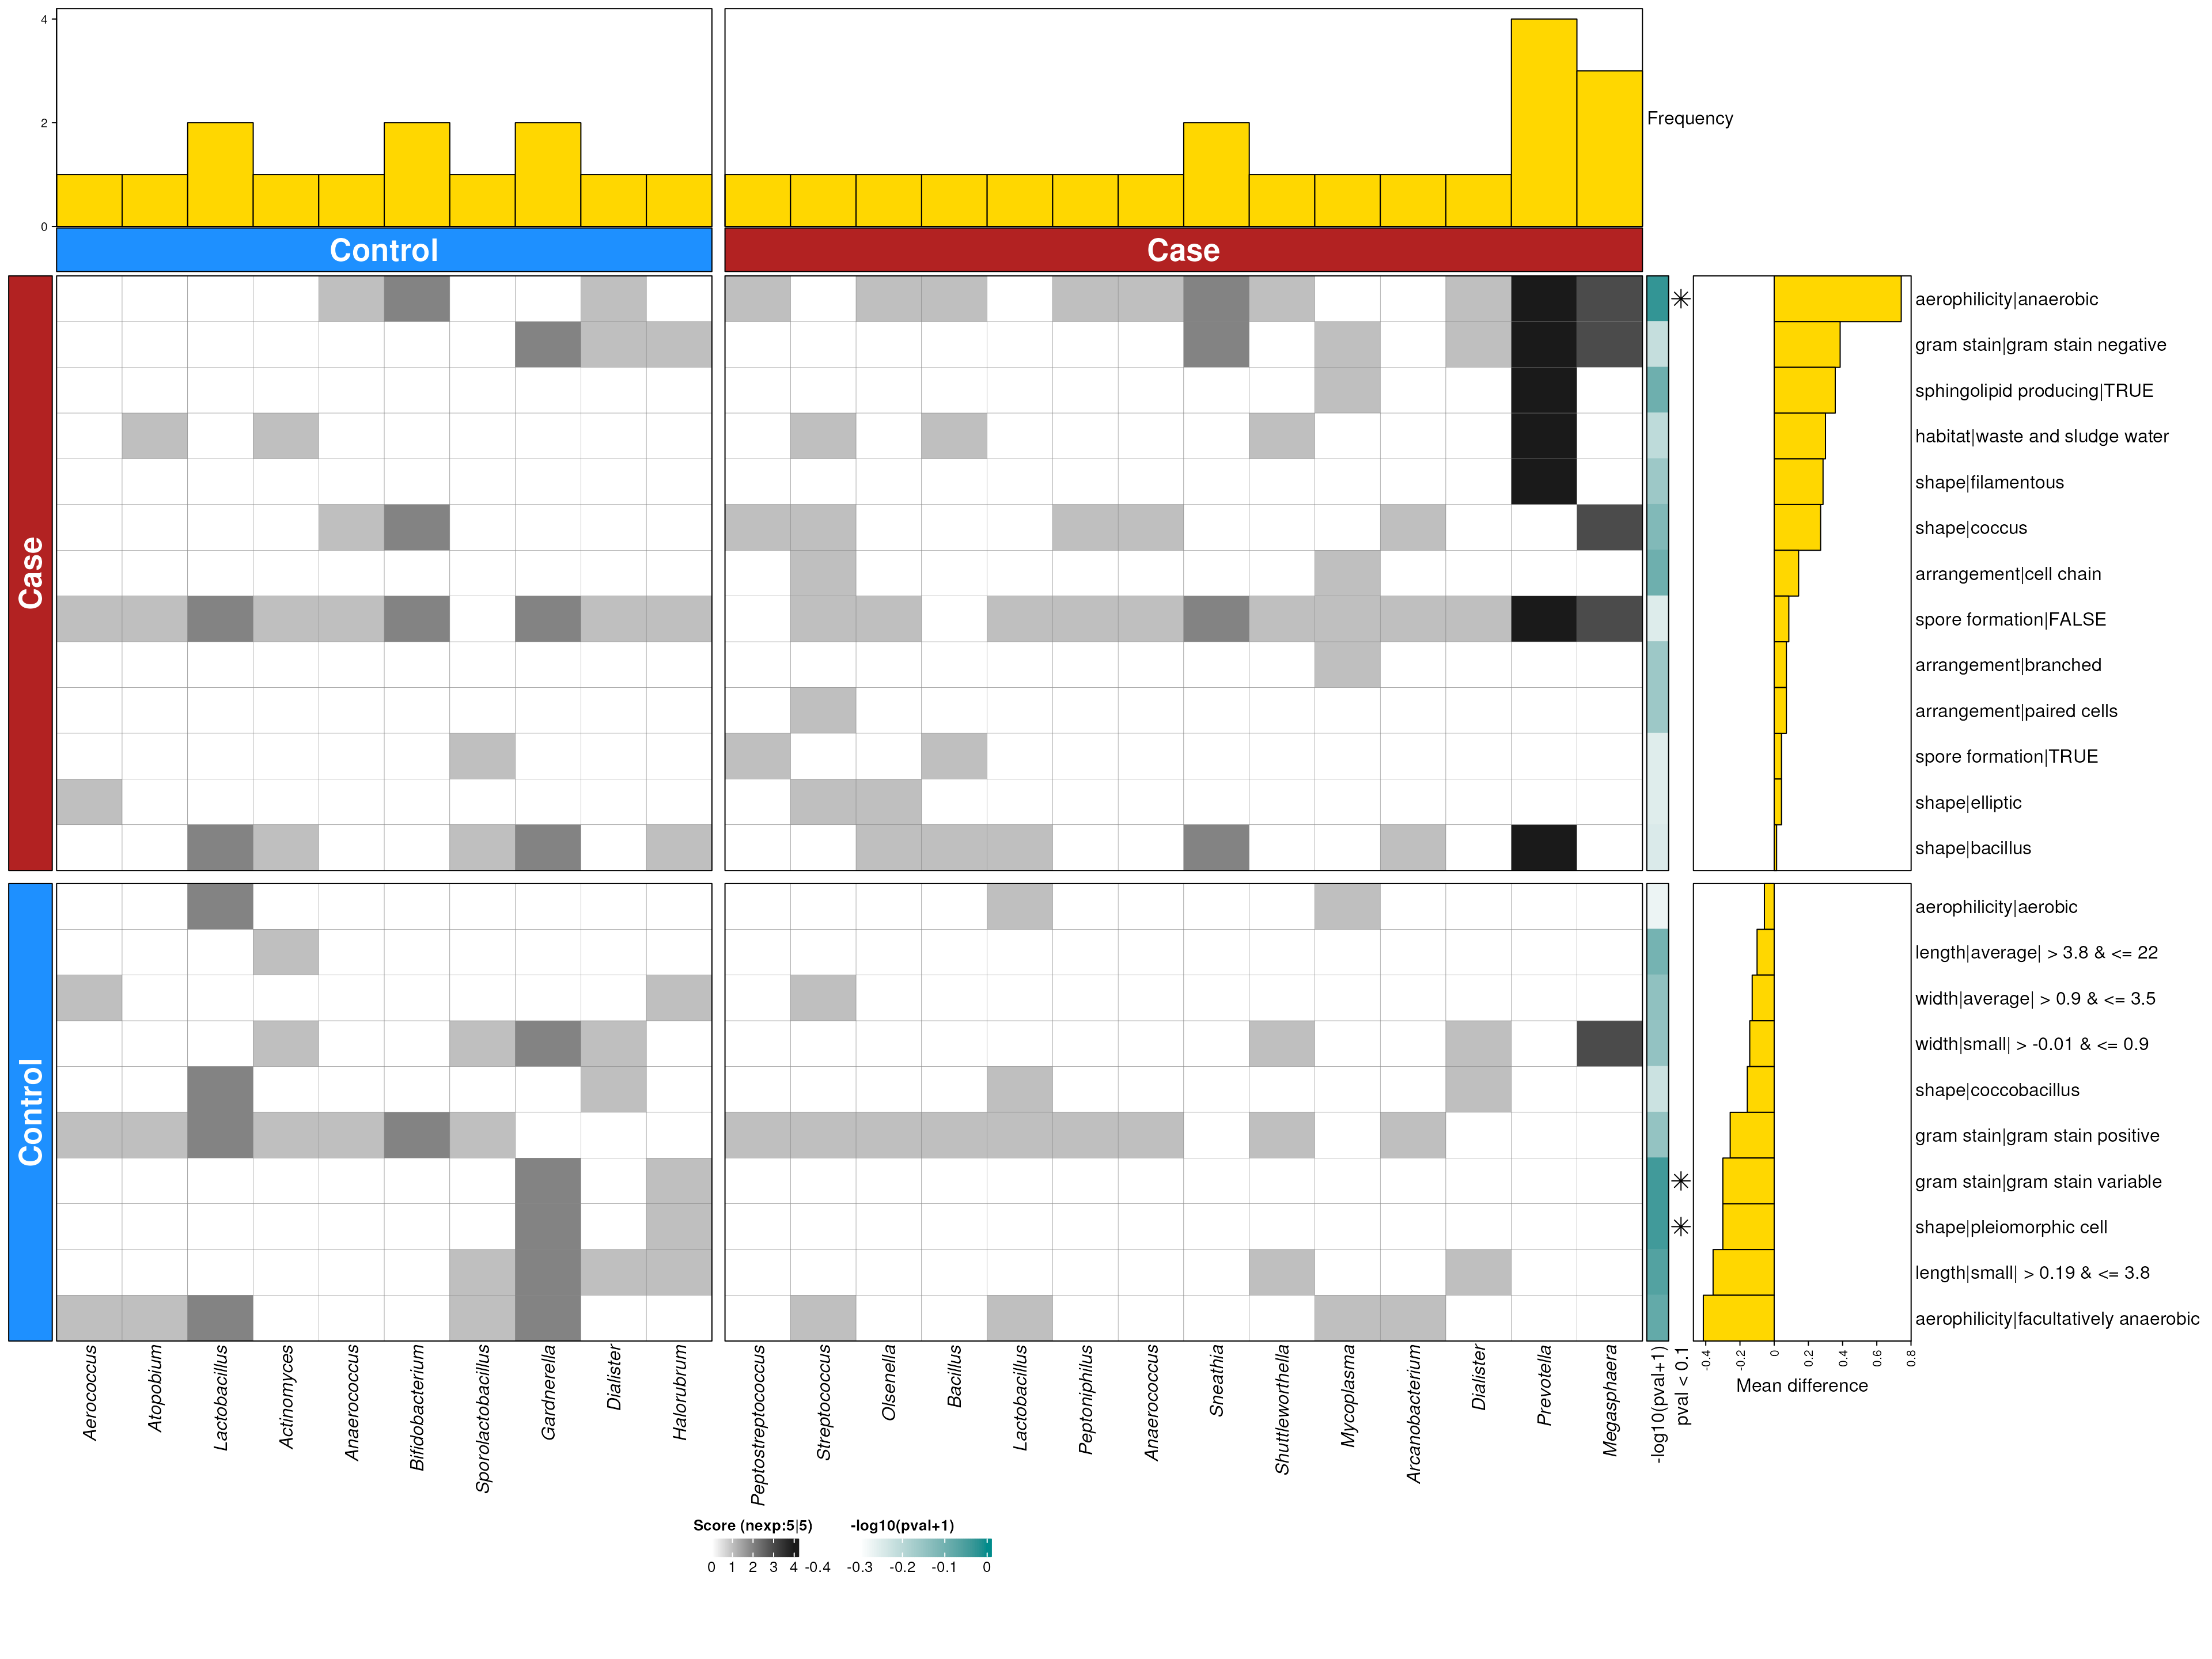 4
2
0
Frequency
Control
Case
Case
aerophilicity|anaerobic
gram stain|gram stain negative
sphingolipid producing|TRUE
habitat|waste and sludge water
shape|filamentous
shape|coccus
arrangement|cell chain
spore formation|FALSE
arrangement|branched
arrangement|paired cells
spore formation|TRUE
shape|elliptic
shape|bacillus
Control
aerophilicity|aerobic
length|average| > 3.8 & <= 22
width|average| > 0.9 & <= 3.5
width|small| > -0.01 & <= 0.9
shape|coccobacillus
gram stain|gram stain positive
gram stain|gram stain variable
shape|pleiomorphic cell
length|small| > 0.19 & <= 3.8
aerophilicity|facultatively anaerobic
Aerococcus
Atopobium
Lactobacillus
Actinomyces
Anaerococcus
Bifidobacterium
Sporolactobacillus
Gardnerella
Dialister
Halorubrum
Peptostreptococcus
Streptococcus
Olsenella
Bacillus
Lactobacillus
Peptoniphilus
Anaerococcus
Sneathia
Shuttleworthella
Mycoplasma
Arcanobacterium
Dialister
Prevotella
Megasphaera
-log10(pval+1)
pval < 0.1
-0.4 -0.2 0 0.2 0.4 0.6 0.8
Mean difference
Score (nexp:5|5)
0 1 2 3 4
-log10(pval+1)
-0.4 -0.3 -0.2 -0.1 0